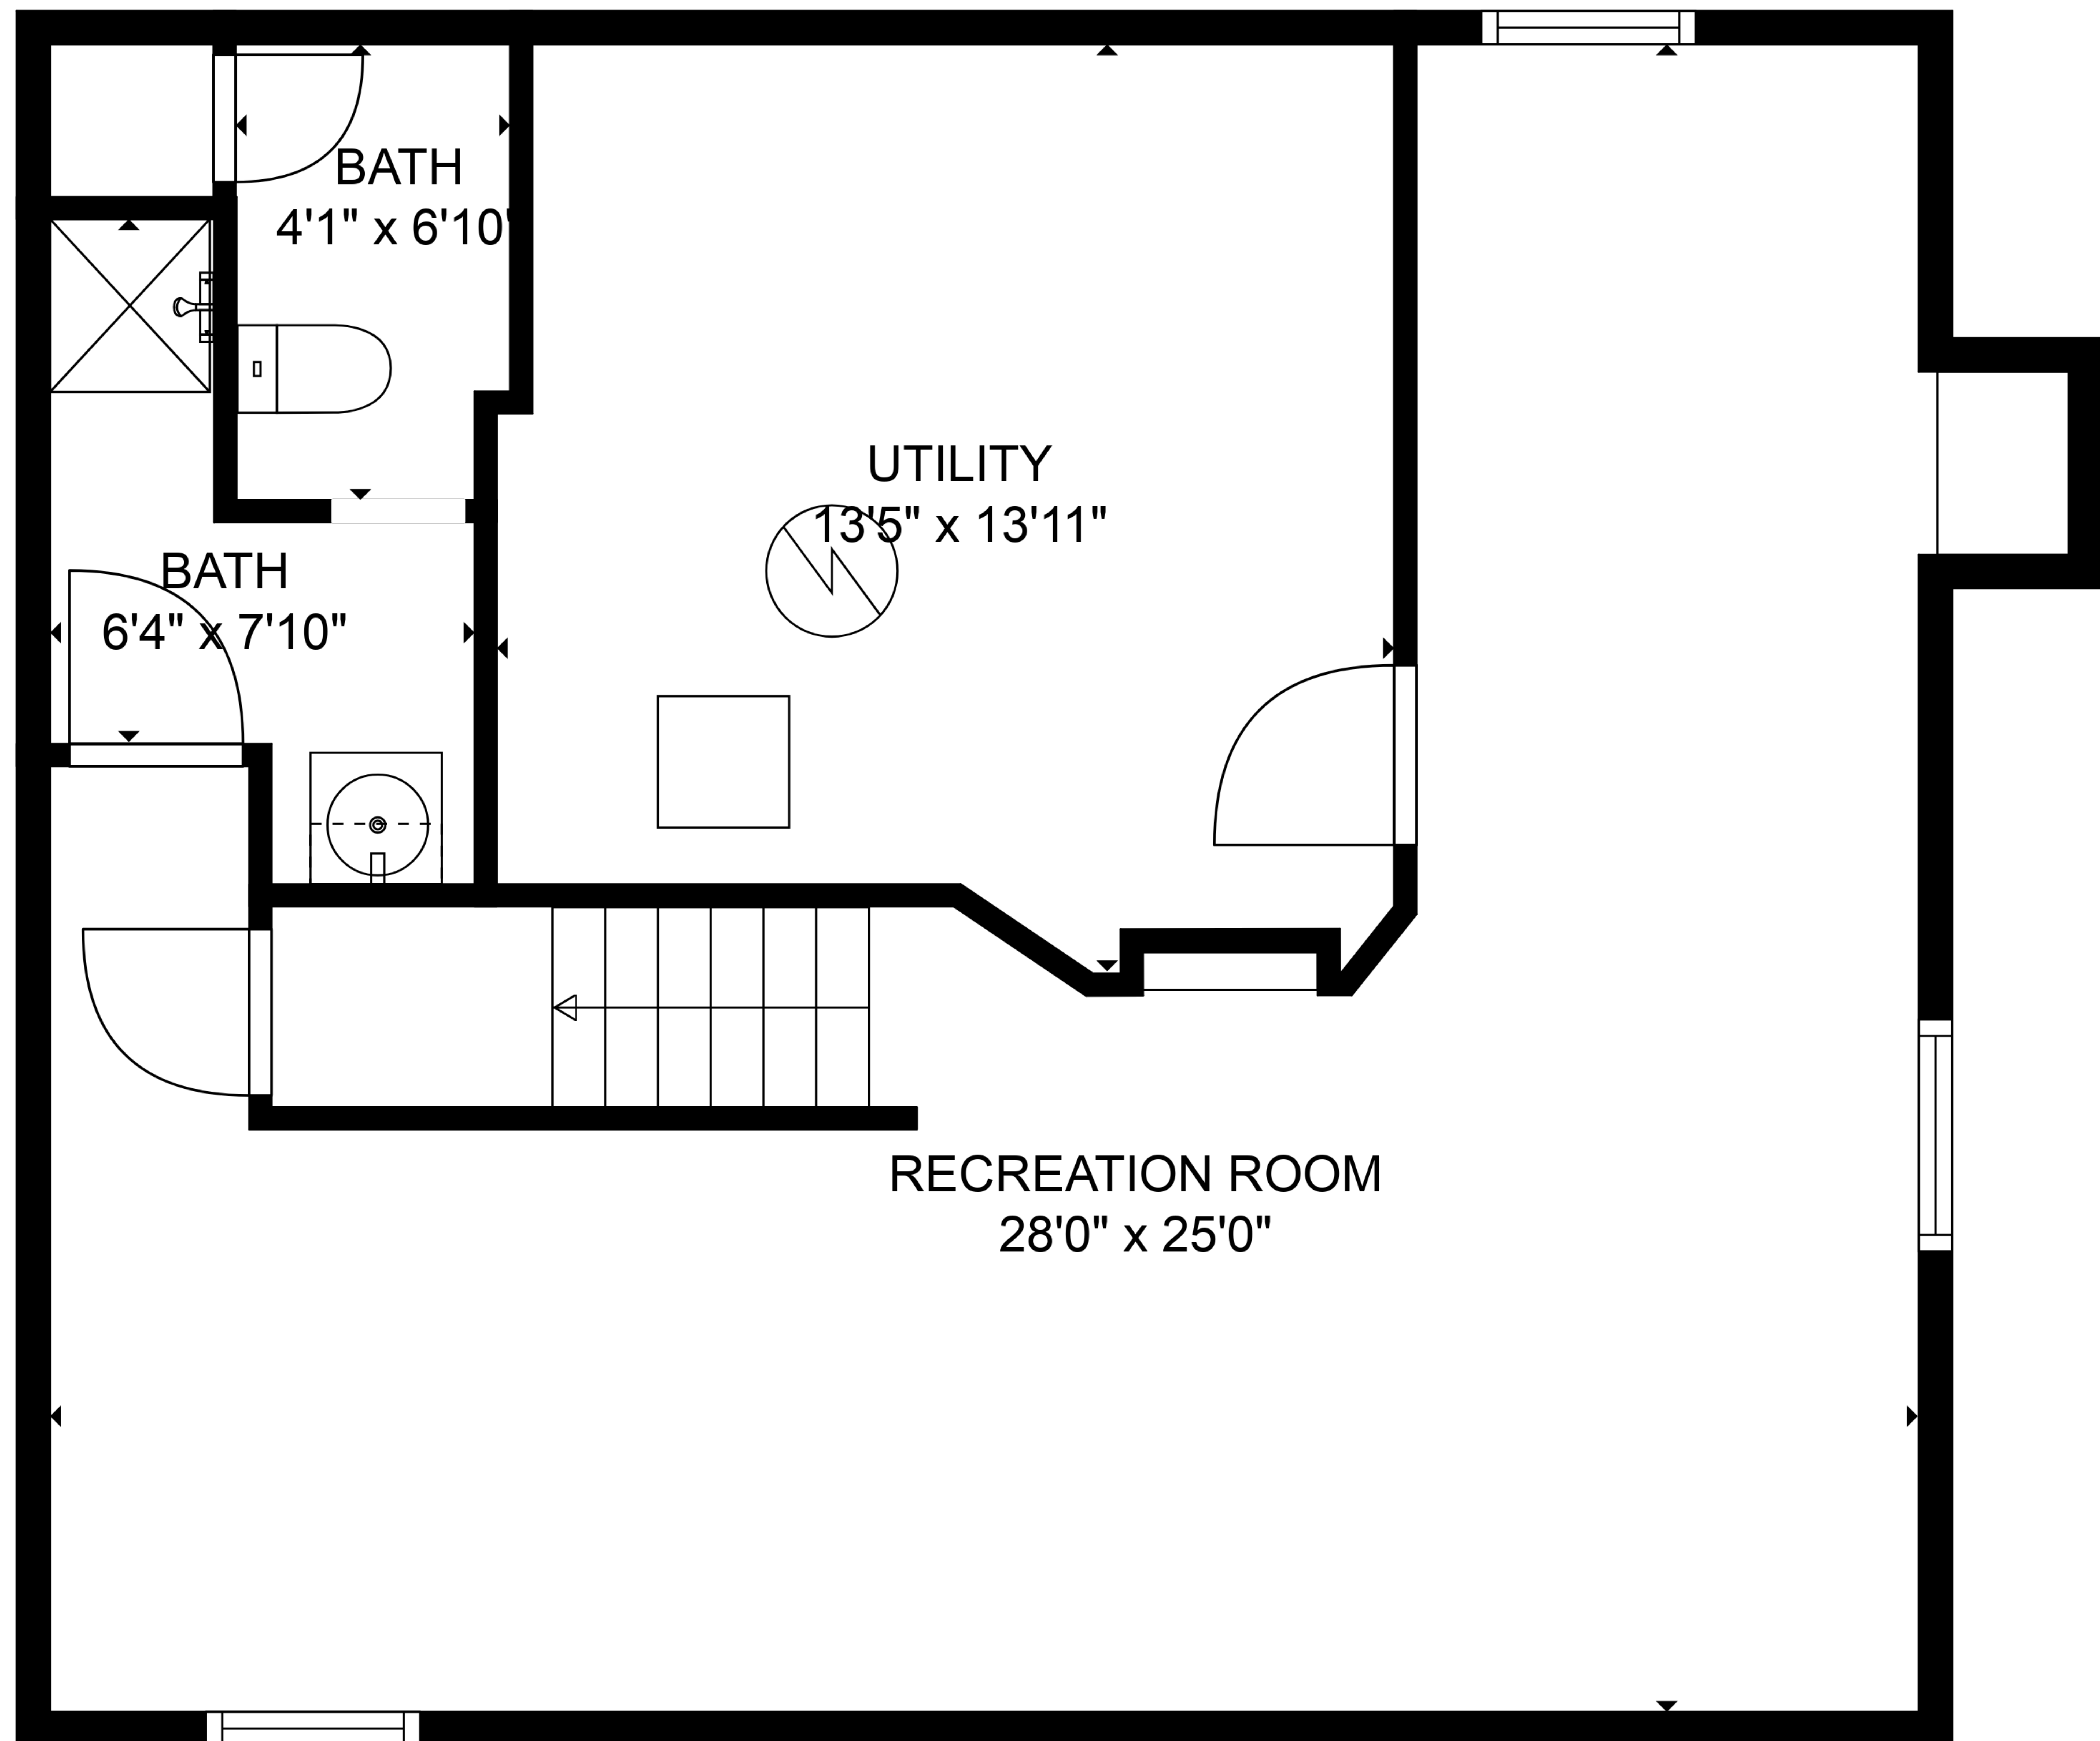 BATH
4'1" x 6'10"
UTILITY
13'5" x 13'11"
BATH
6'4" x 7'10"
RECREATION ROOM
28'0" x 25'0"